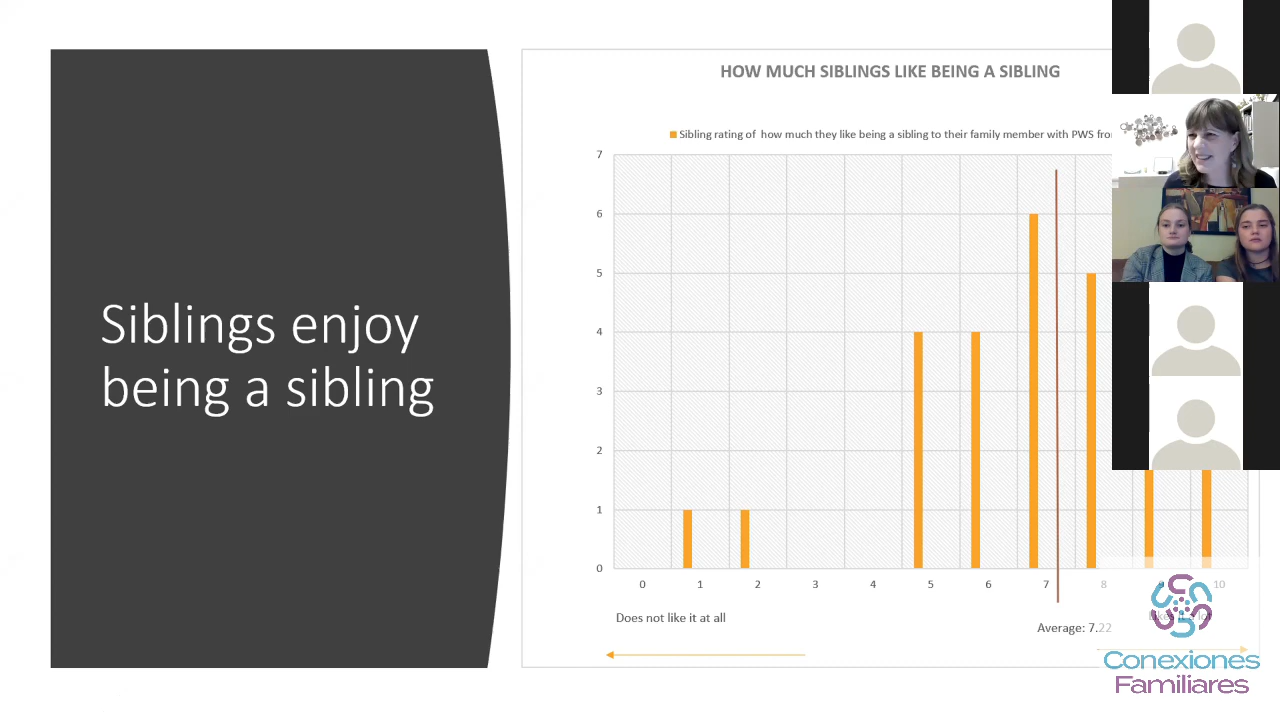 Siblings enjoy
being a sibling
HOW MUCH SIBLINGS LIKE BEING A SIBLING
Sibling rating of how much they like being a sibling to their family member with PWS
7
6
5
4
3
2
1
0
0 1 2 3 4 5 6 7 8 9 10
Does not like it at all
Average: 7.22
Conexiones
Familiares